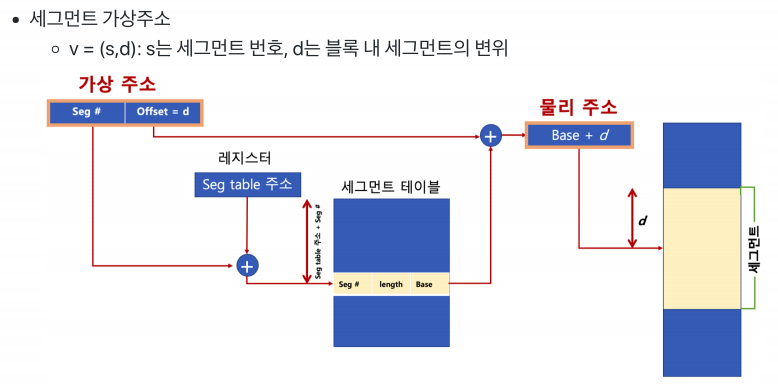 세그먼트 가상주소
v = (s,d): s는 세그먼트 번호, d는 블록 내 세그먼트의 변위
가상 주소
Seg #
Offset = d
물리 주소
Base + d
레지스터
Seg table 주소
세그먼트 테이블
Seg table 주소 + Seg #
Seg #
length
Base
+
+
d
세그먼트